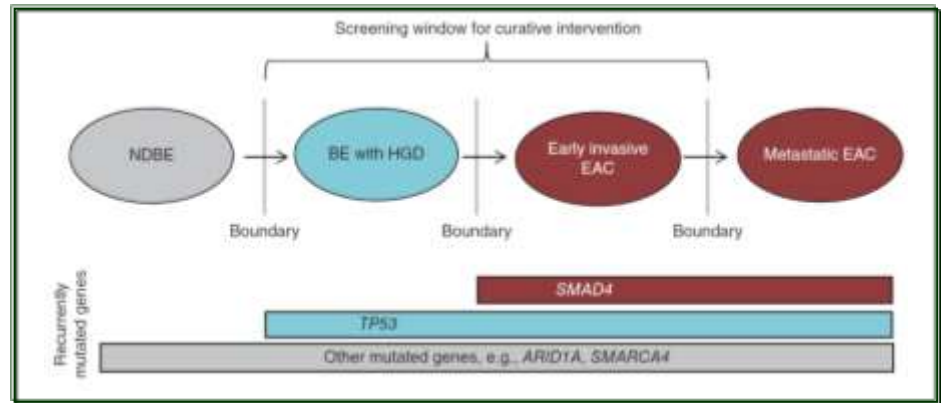 Screening window for curative intervention
NDBE
BE with HGD
Early invasive
EAC
Metastatic EAC
Boundary
Boundary
Boundary
Recurrently
mutated genes
SMAD4
TP53
Other mutated genes, e.g., ARID1A, SMARCA4